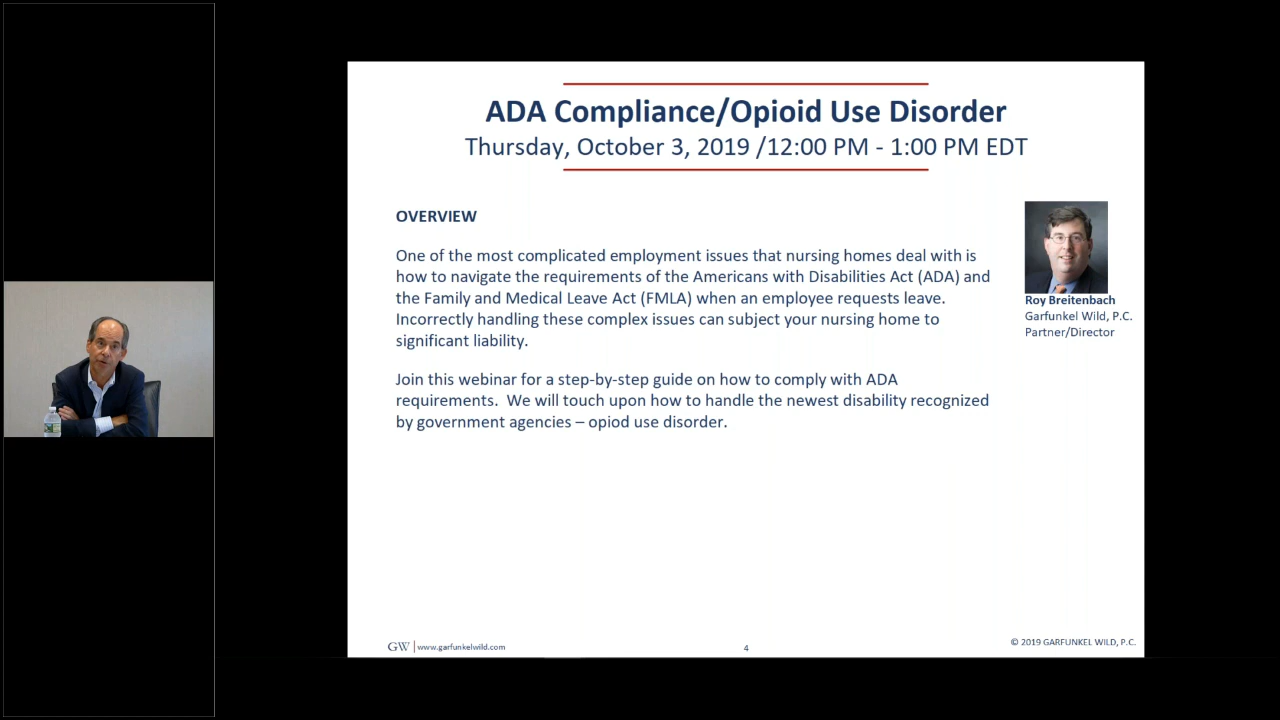 ADA Compliance/Opioid Use Disorder
Thursday, October 3, 2019 /12:00 PM - 1:00 PM EDT
OVERVIEW
One of the most complicated employment issues that nursing homes deal with is
how to navigate the requirements of the Americans with Disabilities Act (ADA) and
the Family and Medical Leave Act (FMLA) when an employee requests leave.
Incorrectly handling these complex issues can subject your nursing home to
significant liability.
Join this webinar for a step-by-step guide on how to comply with ADA
requirements.  We will touch upon how to handle the newest disability recognized
by government agencies – opiod use disorder.
Roy Breitenbach
Garfunkel Wild, P.C.
Partner/Director
GW | www.garfunkelwild.com
4
© 2019 GARFUNKEL WILD, P.C.